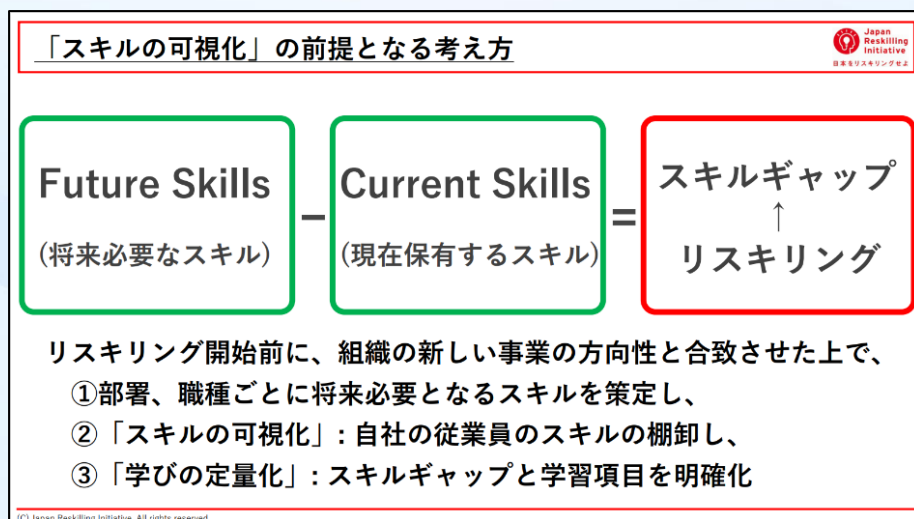 「スキルの可視化」の前提となる考え方
Japan
Reskilling
Initiative
日本をリスキリングせよ
Future Skills
(将来必要なスキル)
−
Current Skills
(現在保有するスキル)
=
スキルギャップ
↑
リスキリング
リスキリング開始前に、組織の新しい事業の方向性と合致させた上で、
①部署、職種ごとに将来必要となるスキルを策定し、
②「スキルの可視化」: 自社の従業員のスキルの棚卸し、
③「学びの定量化」: スキルギャップと学習項目を明確化
(C) Japan Reskilling Initiative. All rights reserved